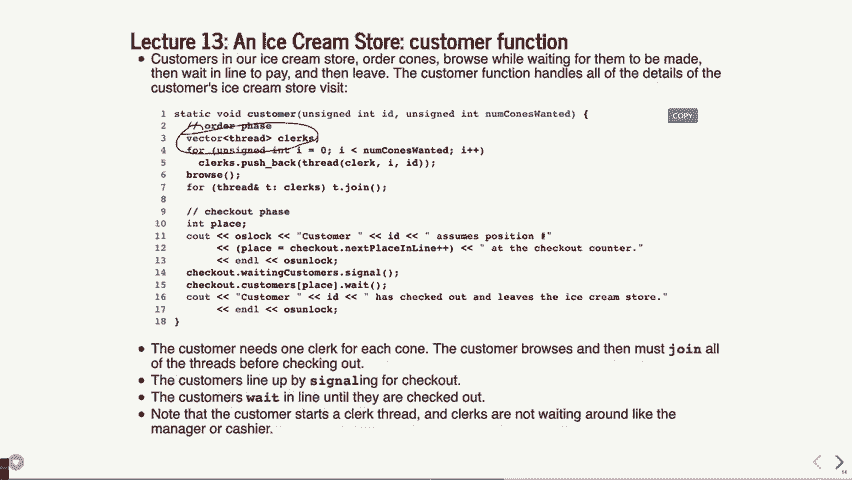 Lecture 13: An Ice Cream Store: customer function
• Customers in our ice cream store, order cones, browse while waiting for them to be made,
then wait in line to pay, and then leave. The customer function handles all of the details of the
customer's ice cream store visit:
COPY
1 static void customer(unsigned int id, unsigned int numConesWanted) {
2 // order phase
3 vector<thread> clerks;
4 for (unsigned int i = 0; i < numConesWanted; i++)
5 clerks.push_back(thread(clerk, i, id));
6 browse();
7 for (thread& t: clerks) t.join();
8
9 // checkout phase
10 int place;
11 cout << oslock << "Customer " << id << " assumes position #"
12 << (place = checkout.nextPlaceInLine++) << " at the checkout counter."
13 << endl << osunlock;
14 checkout.waitingCustomers.signal();
15 checkout.customers[place].wait();
16 cout << "Customer " << id << " has checked out and leaves the ice cream store."
17 << endl << osunlock;
18 }
• The customer needs one clerk for each cone. The customer browses and then must join all
of the threads before checking out.
• The customers line up by signaling for checkout.
• The customers wait in line until they are checked out.
• Note that the customer starts a clerk thread, and clerks are not waiting around like the
manager or cashier.